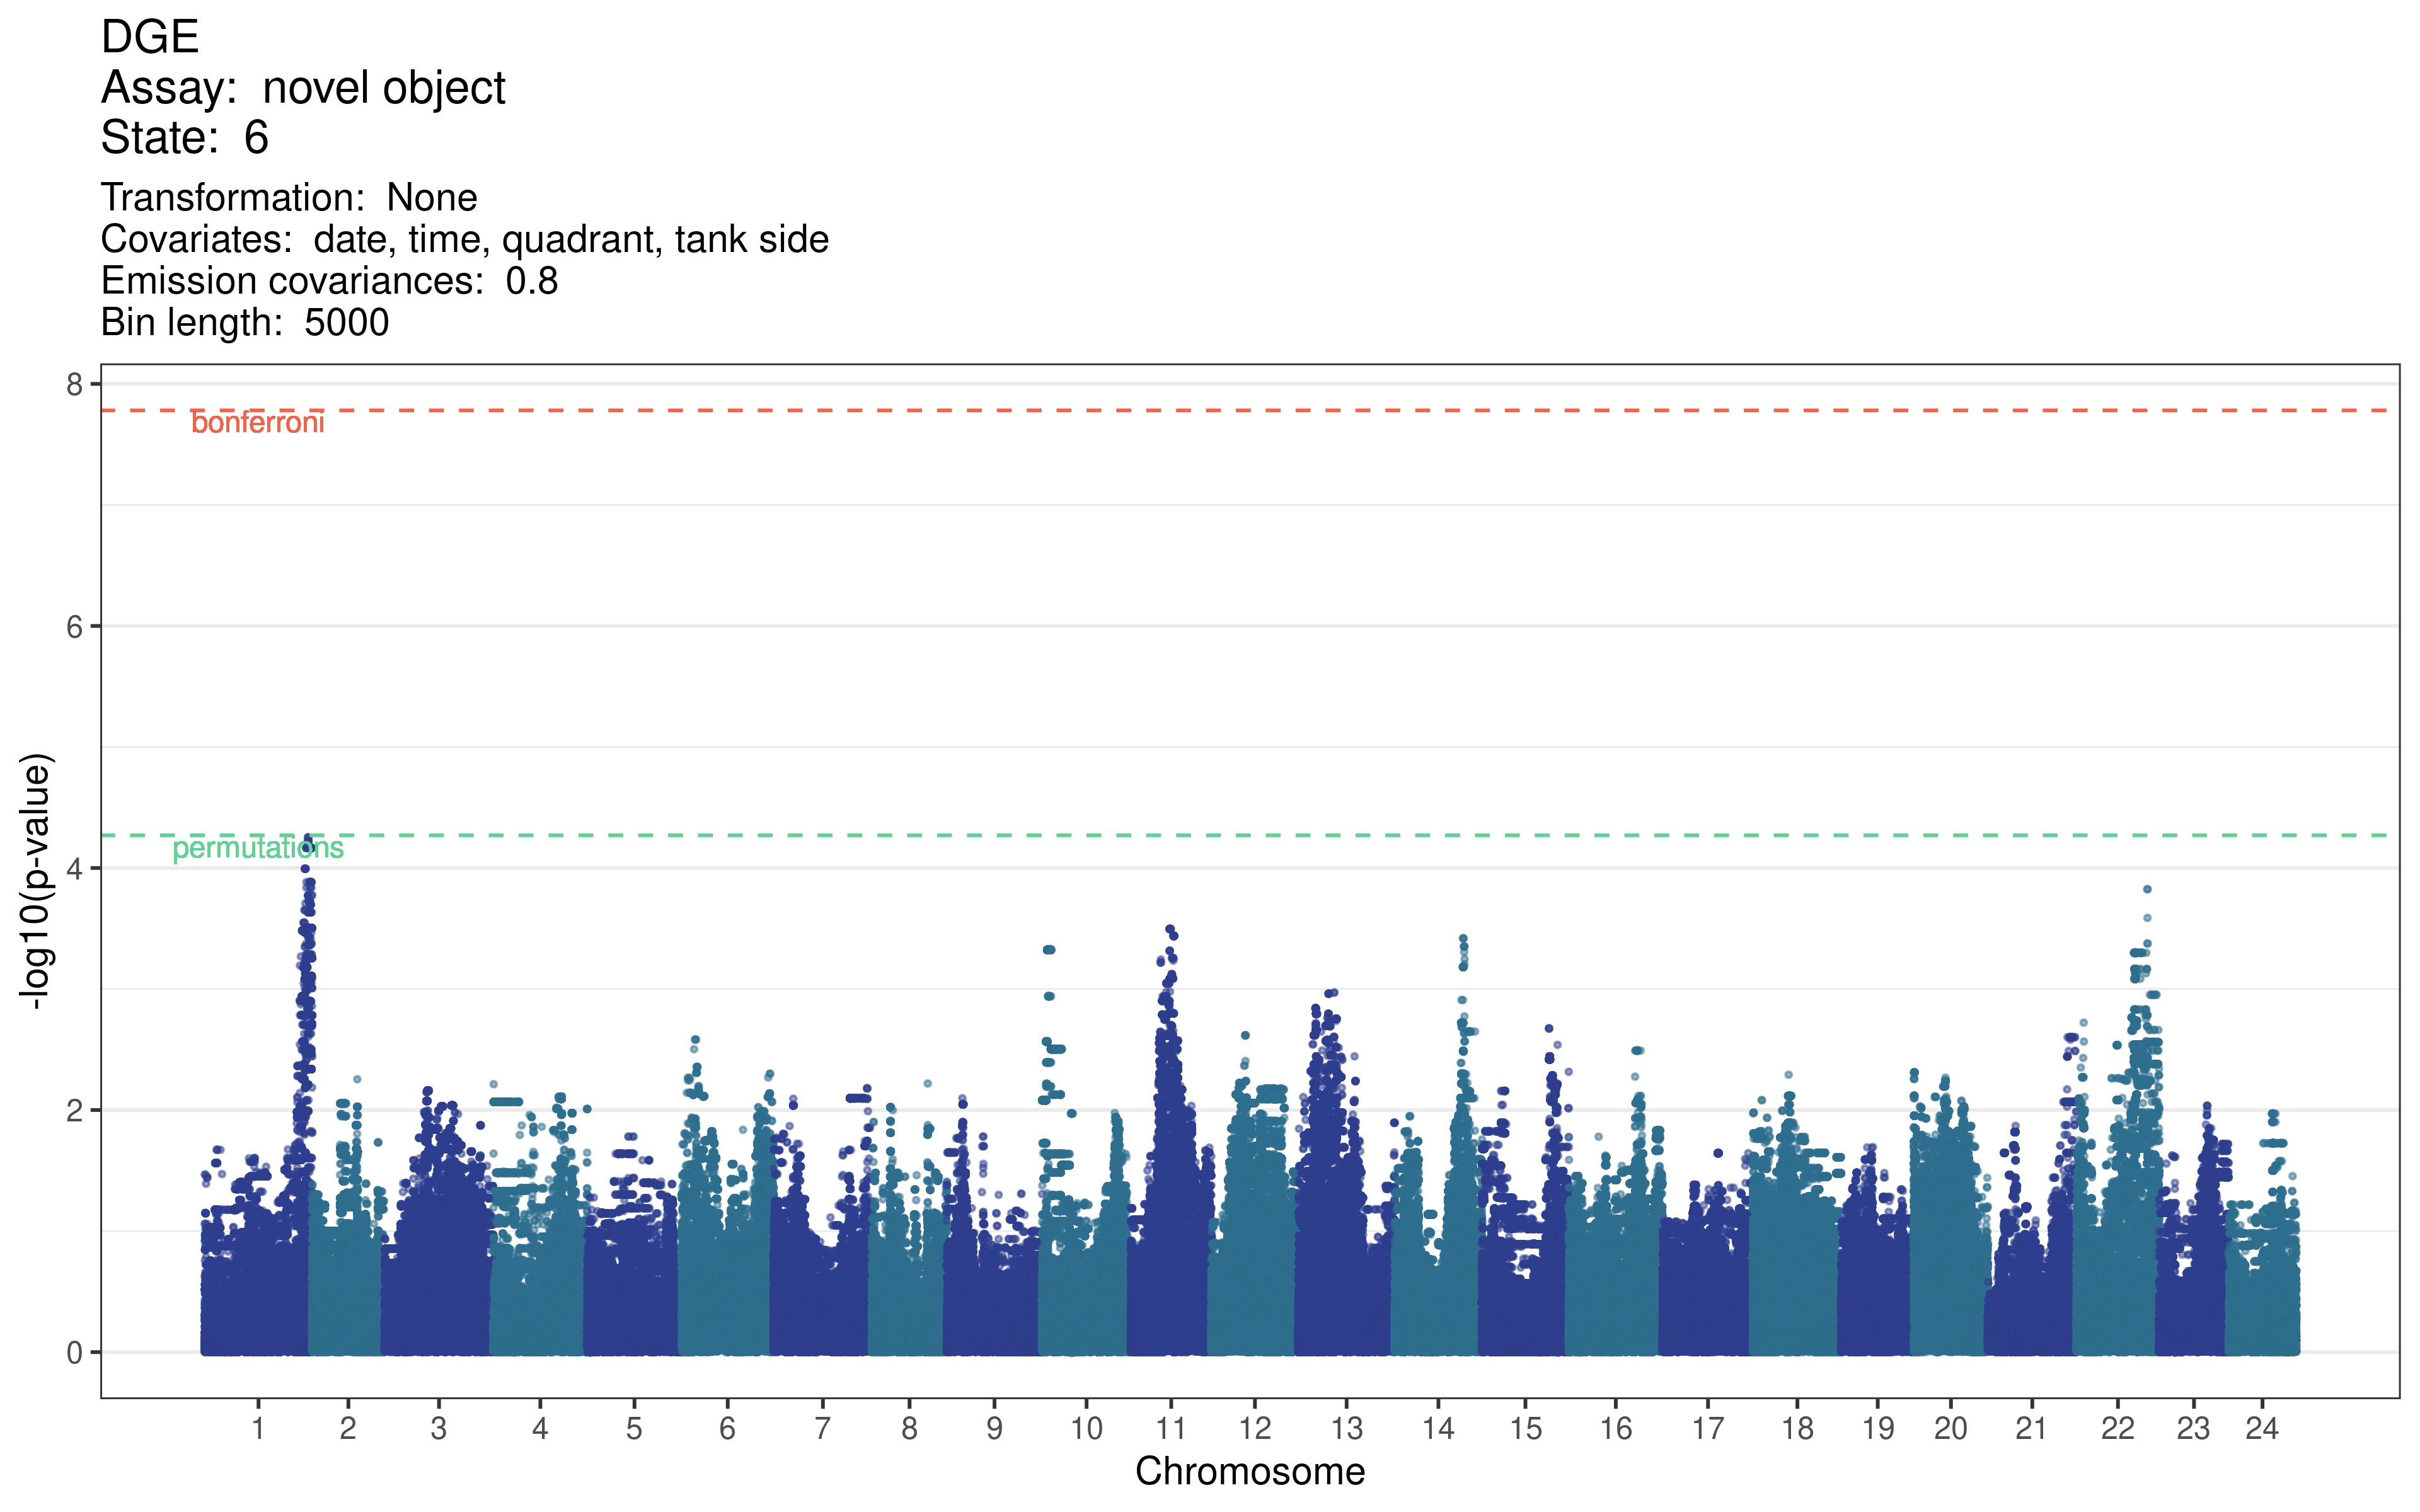 DGE
Assay:  novel object
State:  6
Transformation:  None
Covariates:  date, time, quadrant, tank side
Emission covariances:  0.8
Bin length:  5000
8
bonferroni
6
permutations
4
2
0
-log10(p-value)
1 2 3 4 5 6 7 8 9 10 11 12 13 14 15 16 17 18 19 20 21 22 23 24
Chromosome